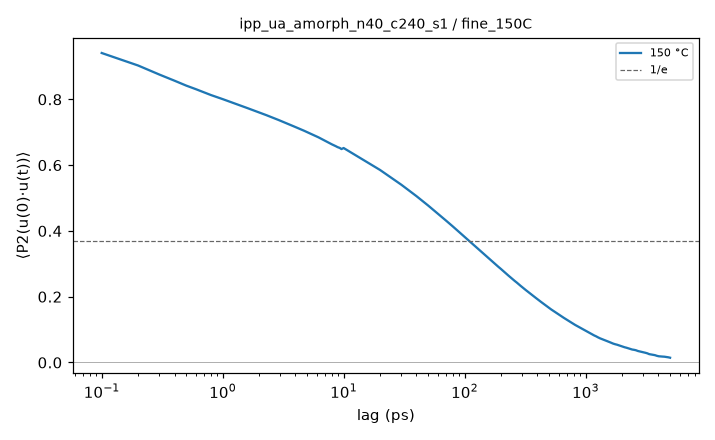 ipp_ua_amorph_n40_c240_s1 / fine_150C
150 °C
1/e
⟨P2(u(0)·u(t))⟩
0.8
0.6
0.4
0.2
0.0
10⁻¹
10⁰
10¹
10²
10³
lag (ps)